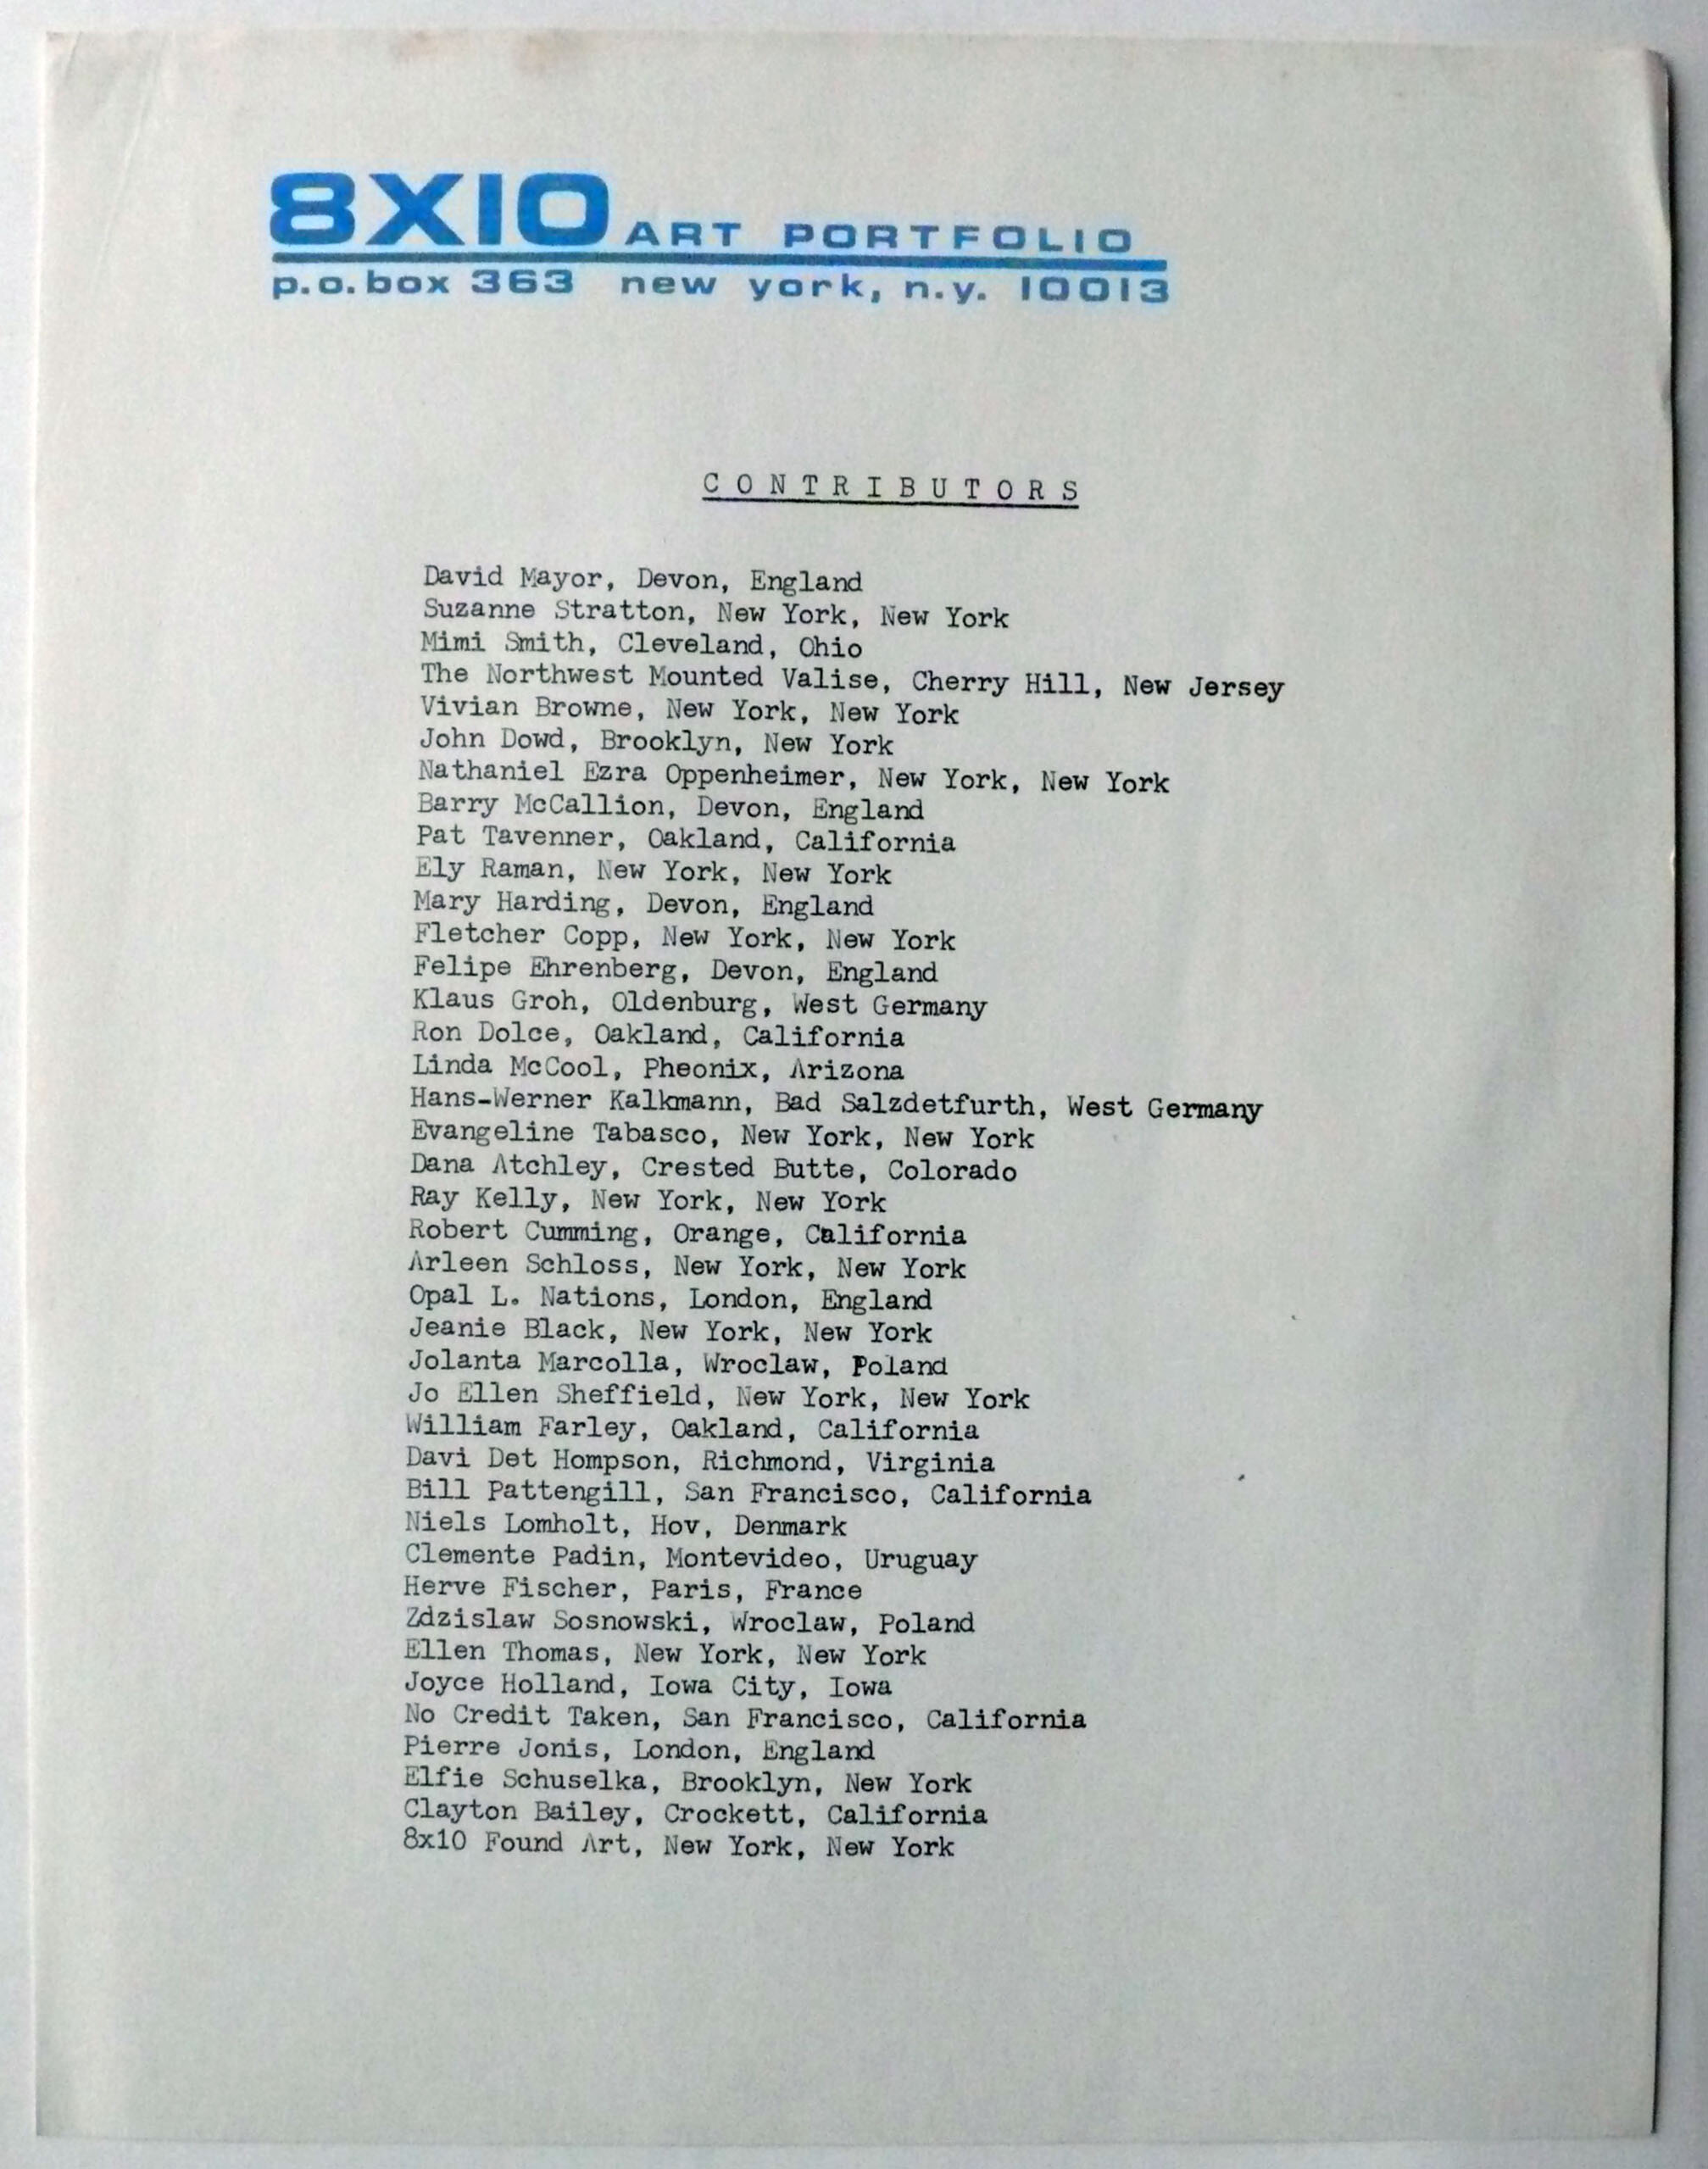 8X10 ART PORTFOLIO
p.o. box 363 new york, n.y. 10013
CONTRIBUTORS
David Mayor, Devon, England
Suzanne Stratton, New York, New York
Mimi Smith, Cleveland, Ohio
The Northwest Mounted Valise, Cherry Hill, New Jersey
Vivian Browne, New York, New York
John Dowd, Brooklyn, New York
Nathaniel Ezra Oppenheimer, New York, New York
Barry McCallion, Devon, England
Pat Tavenner, Oakland, California
Ely Raman, New York, New York
Mary Harding, Devon, England
Fletcher Copp, New York, New York
Felipe Ehrenberg, Devon, England
Klaus Groh, Oldenburg, West Germany
Ron Dolce, Oakland, California
Linda McCool, Pheonix, Arizona
Hans-Werner Kalkmann, Bad Salzdetfurth, West Germany
Evangeline Tabasco, New York, New York
Dana Atchley, Crested Butte, Colorado
Ray Kelly, New York, New York
Robert Cumming, Orange, California
Arleen Schloss, New York, New York
Opal L. Nations, London, England
Jeanie Black, New York, New York
Jolanta Marcolla, Wroclaw, Poland
Jo Ellen Sheffield, New York, New York
William Farley, Oakland, California
Davi Det Hompson, Richmond, Virginia
Bill Pattengill, San Francisco, California
Niels Lomholt, Hov, Denmark
Clemente Padin, Montevideo, Uruguay
Herve Fischer, Paris, France
Zdzislaw Sosnowski, Wroclaw, Poland
Ellen Thomas, New York, New York
Joyce Holland, Iowa City, Iowa
No Credit Taken, San Francisco, California
Pierre Jonis, London, England
Elfie Schuselka, Brooklyn, New York
Clayton Bailey, Crockett, California
8x10 Found Art, New York, New York